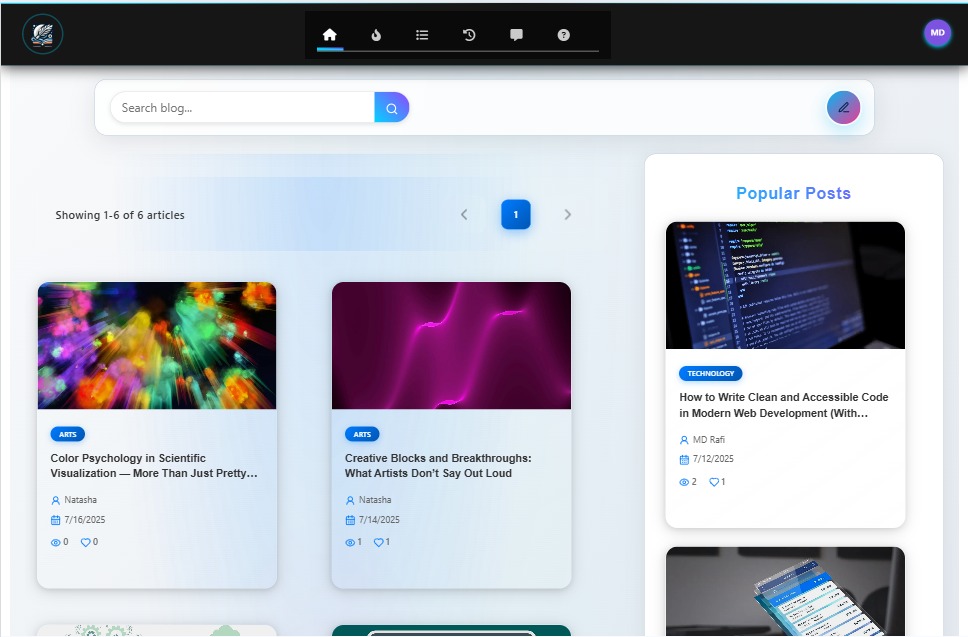 MD
Search blog...
Showing 1-6 of 6 articles
1
ARTS
Color Psychology in Scientific
Visualization — More Than Just Pretty…
Natasha
7/16/2025
0 0
ARTS
Creative Blocks and Breakthroughs:
What Artists Don’t Say Out Loud
Natasha
7/14/2025
1 1
Popular Posts
TECHNOLOGY
How to Write Clean and Accessible Code
in Modern Web Development (With…
MD Rafi
7/12/2025
2 1